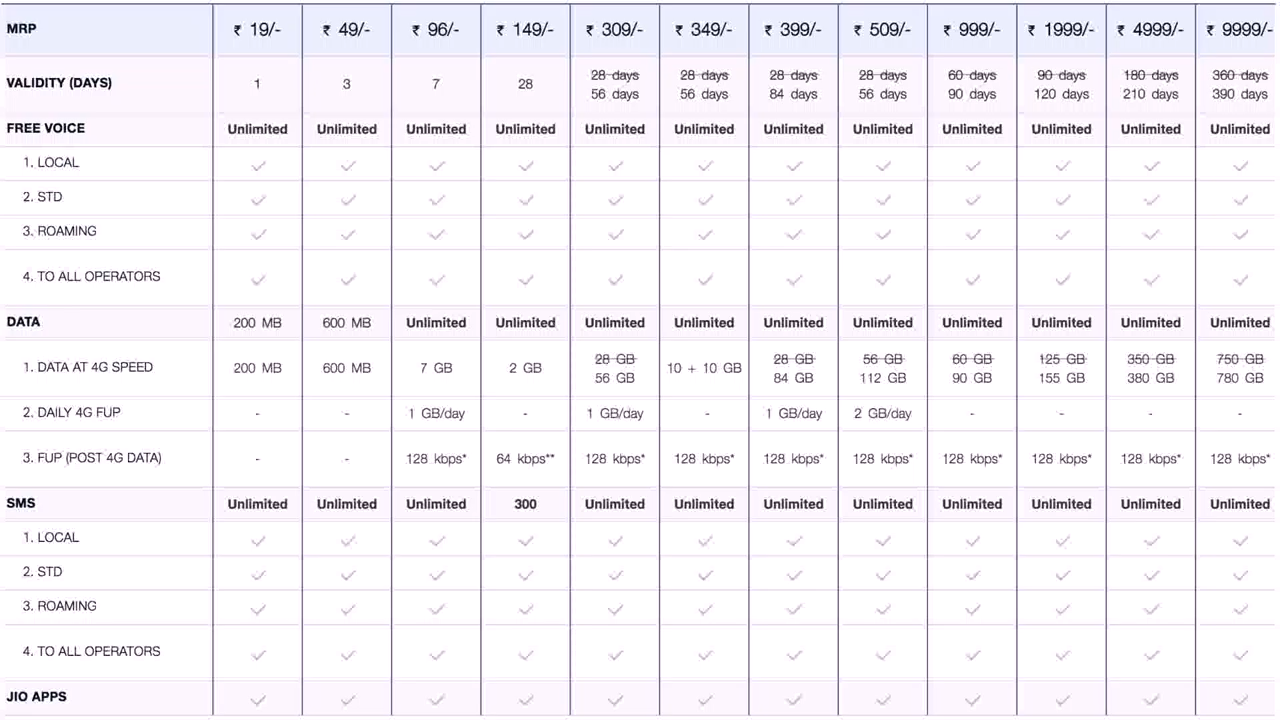 MRP ₹ 19/- ₹ 49/- ₹ 96/- ₹ 149/- ₹ 309/- ₹ 349/- ₹ 399/- ₹ 509/- ₹ 999/- ₹ 1999/- ₹ 4999/- ₹ 9999/-
VALIDITY (DAYS) 1 3 7 28 28 days 28 days 28 days 28 days 60 days 90 days 180 days 360 days
56 days 56 days 84 days 56 days 90 days 120 days 210 days 390 days
FREE VOICE Unlimited Unlimited Unlimited Unlimited Unlimited Unlimited Unlimited Unlimited Unlimited Unlimited Unlimited Unlimited
1. LOCAL
2. STD
3. ROAMING
4. TO ALL OPERATORS
DATA 200 MB 600 MB Unlimited Unlimited Unlimited Unlimited Unlimited Unlimited Unlimited Unlimited Unlimited Unlimited
1. DATA AT 4G SPEED 200 MB 600 MB 7 GB 2 GB 28 GB 10 + 10 GB 28 GB 56 GB 60 GB 125 GB 350 GB 750 GB
56 GB 84 GB 112 GB 90 GB 155 GB 380 GB 780 GB
2. DAILY 4G FUP - - 1 GB/day - 1 GB/day - 1 GB/day 2 GB/day - - - -
3. FUP (POST 4G DATA) - - 128 kbps* 64 kbps** 128 kbps* 128 kbps* 128 kbps* 128 kbps* 128 kbps* 128 kbps* 128 kbps* 128 kbps*
SMS Unlimited Unlimited Unlimited 300 Unlimited Unlimited Unlimited Unlimited Unlimited Unlimited Unlimited Unlimited
1. LOCAL
2. STD
3. ROAMING
4. TO ALL OPERATORS
JIO APPS